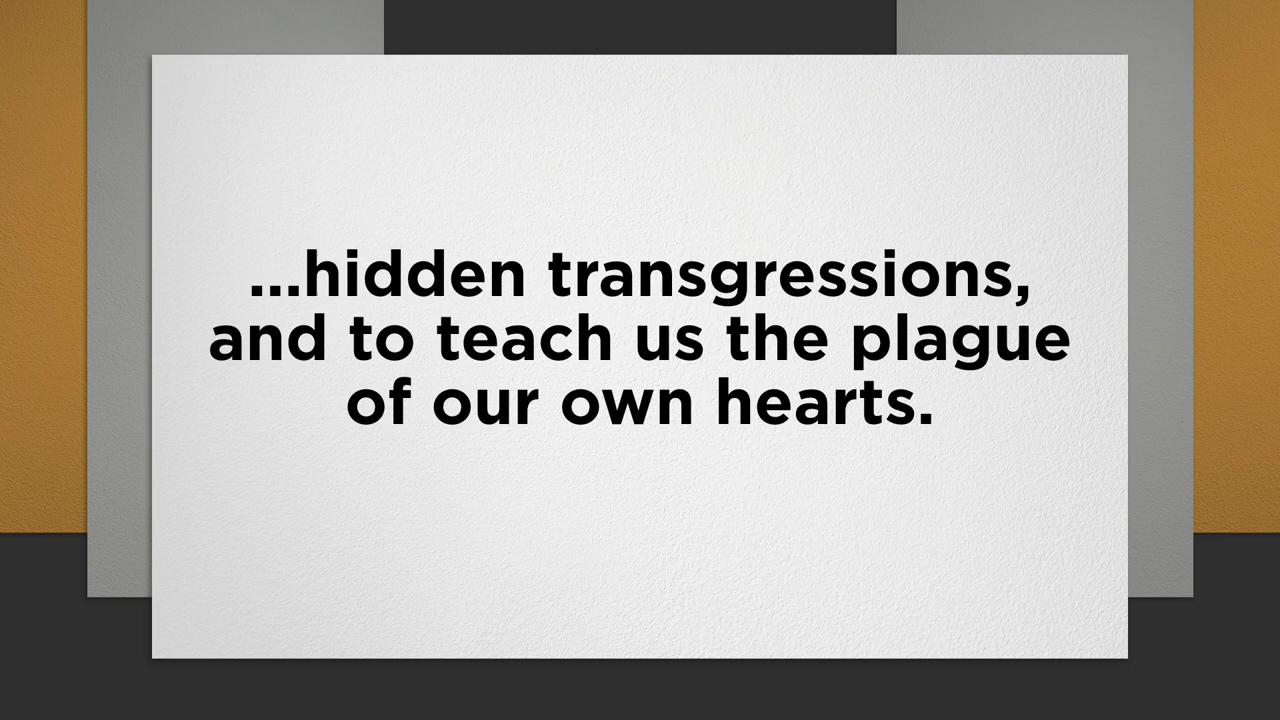 ...hidden transgressions,
and to teach us the plague
of our own hearts.